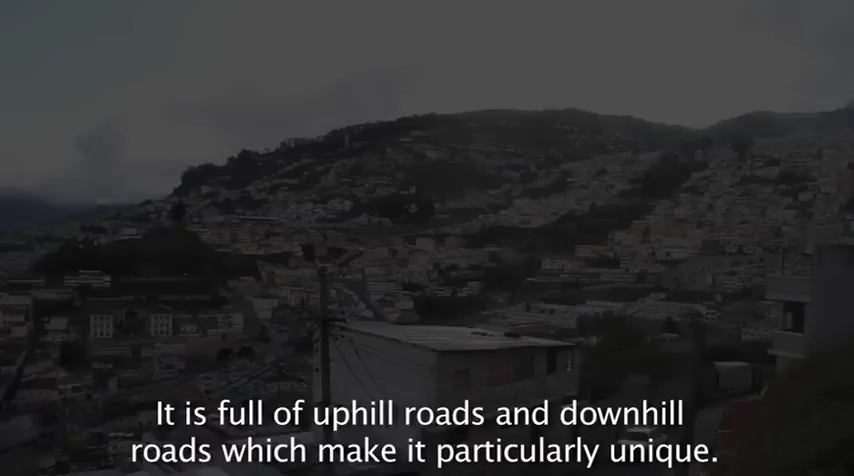 It is full of uphill roads and downhill
roads which make it particularly unique.